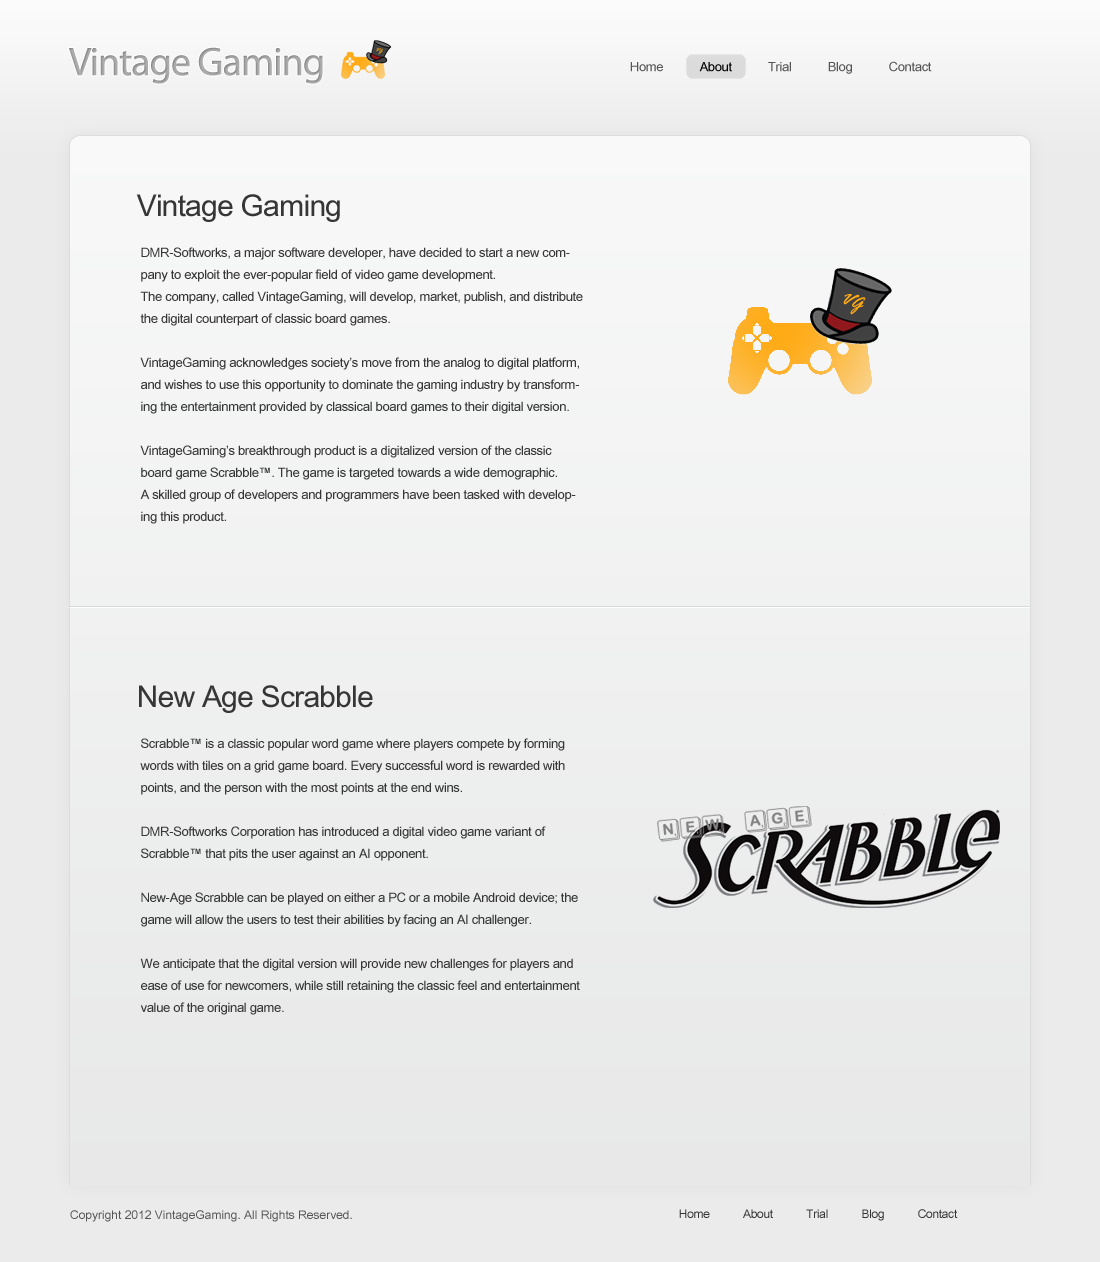 Vintage Gaming
VG
Home About Trial Blog Contact
Vintage Gaming
DMR-Softworks, a major software developer, have decided to start a new com-
pany to exploit the ever-popular field of video game development.
The company, called VintageGaming, will develop, market, publish, and distribute
the digital counterpart of classic board games.
VintageGaming acknowledges society's move from the analog to digital platform,
and wishes to use this opportunity to dominate the gaming industry by transform-
ing the entertainment provided by classical board games to their digital version.
VintageGaming's breakthrough product is a digitalized version of the classic
board game Scrabble™. The game is targeted towards a wide demographic.
A skilled group of developers and programmers have been tasked with develop-
ing this product.
VG
New Age Scrabble
Scrabble™ is a classic popular word game where players compete by forming
words with tiles on a grid game board. Every successful word is rewarded with
points, and the person with the most points at the end wins.
DMR-Softworks Corporation has introduced a digital video game variant of
Scrabble™ that pits the user against an AI opponent.
New-Age Scrabble can be played on either a PC or a mobile Android device; the
game will allow the users to test their abilities by facing an AI challenger.
We anticipate that the digital version will provide new challenges for players and
ease of use for newcomers, while still retaining the classic feel and entertainment
value of the original game.
NEW AGE
SCRABBLE
Copyright 2012 VintageGaming. All Rights Reserved.
Home About Trial Blog Contact